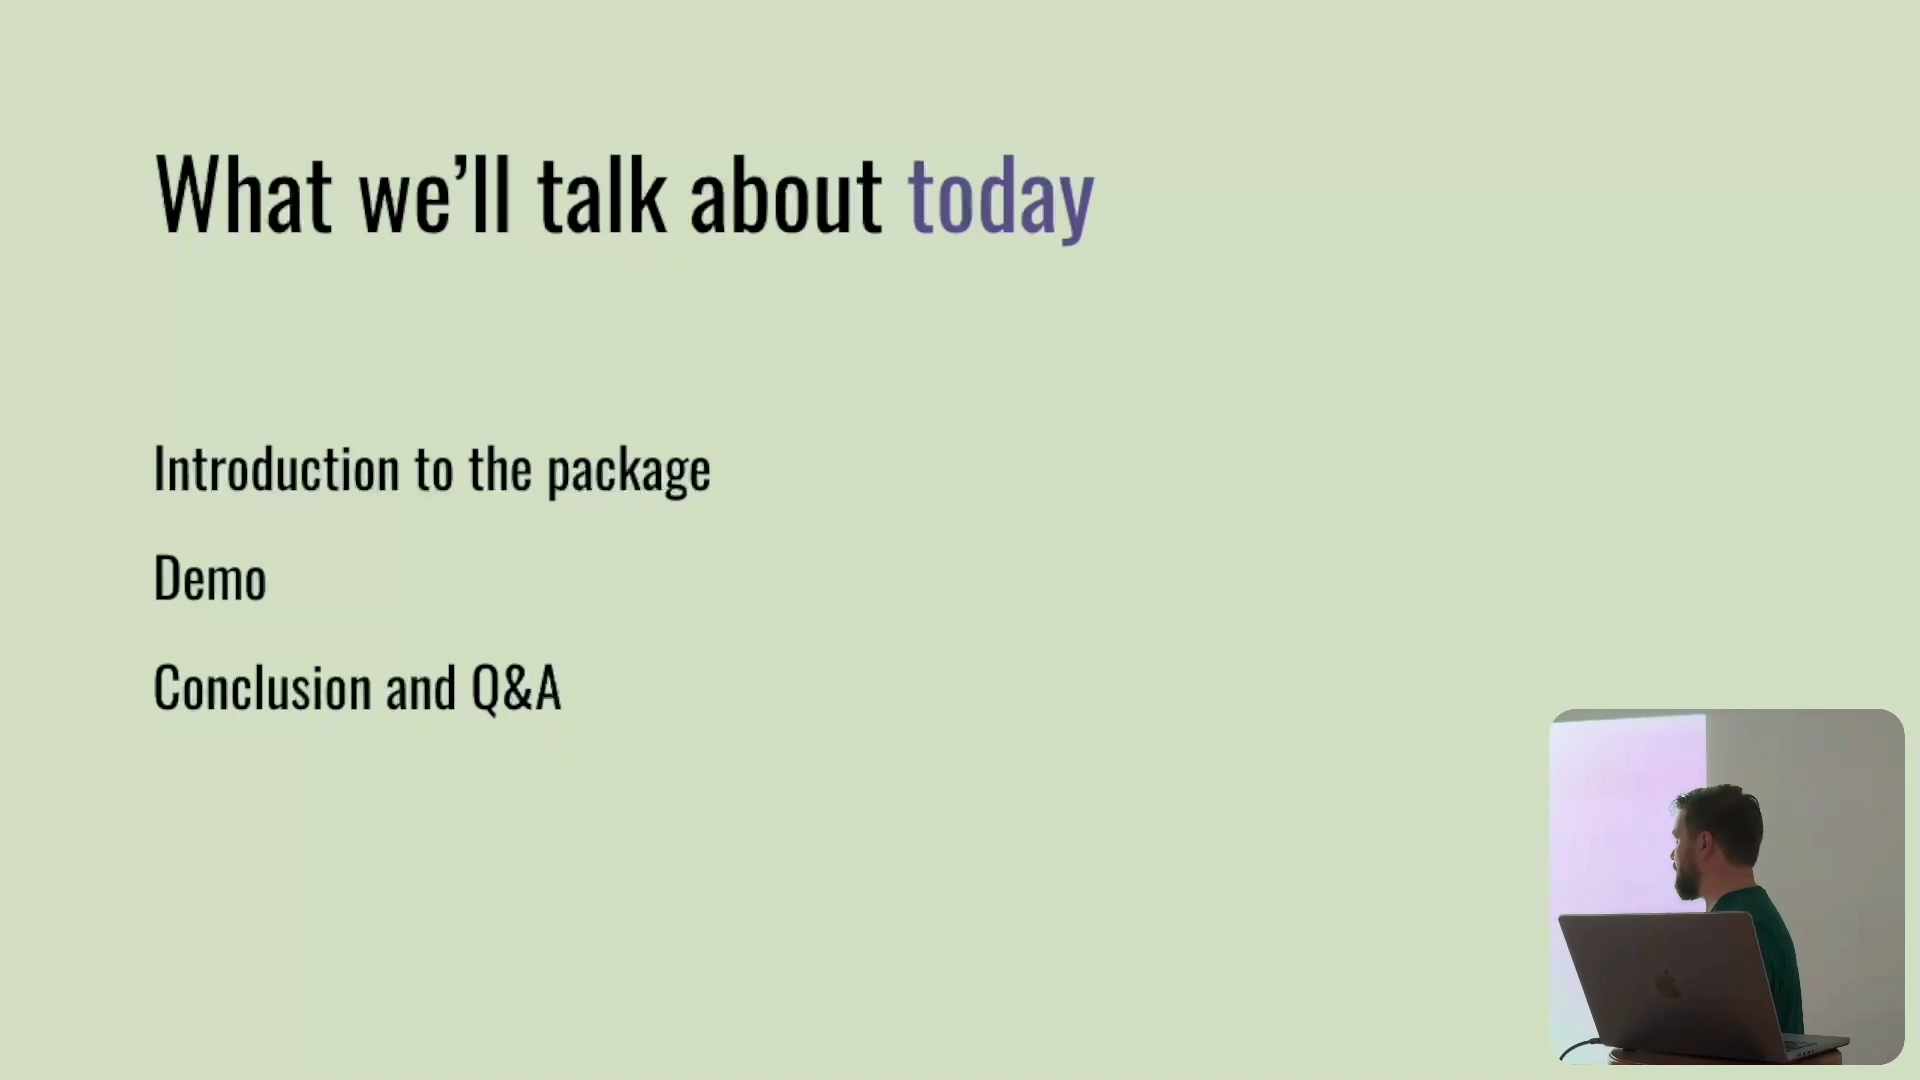 What we’ll talk about today
Introduction to the package
Demo
Conclusion and Q&A